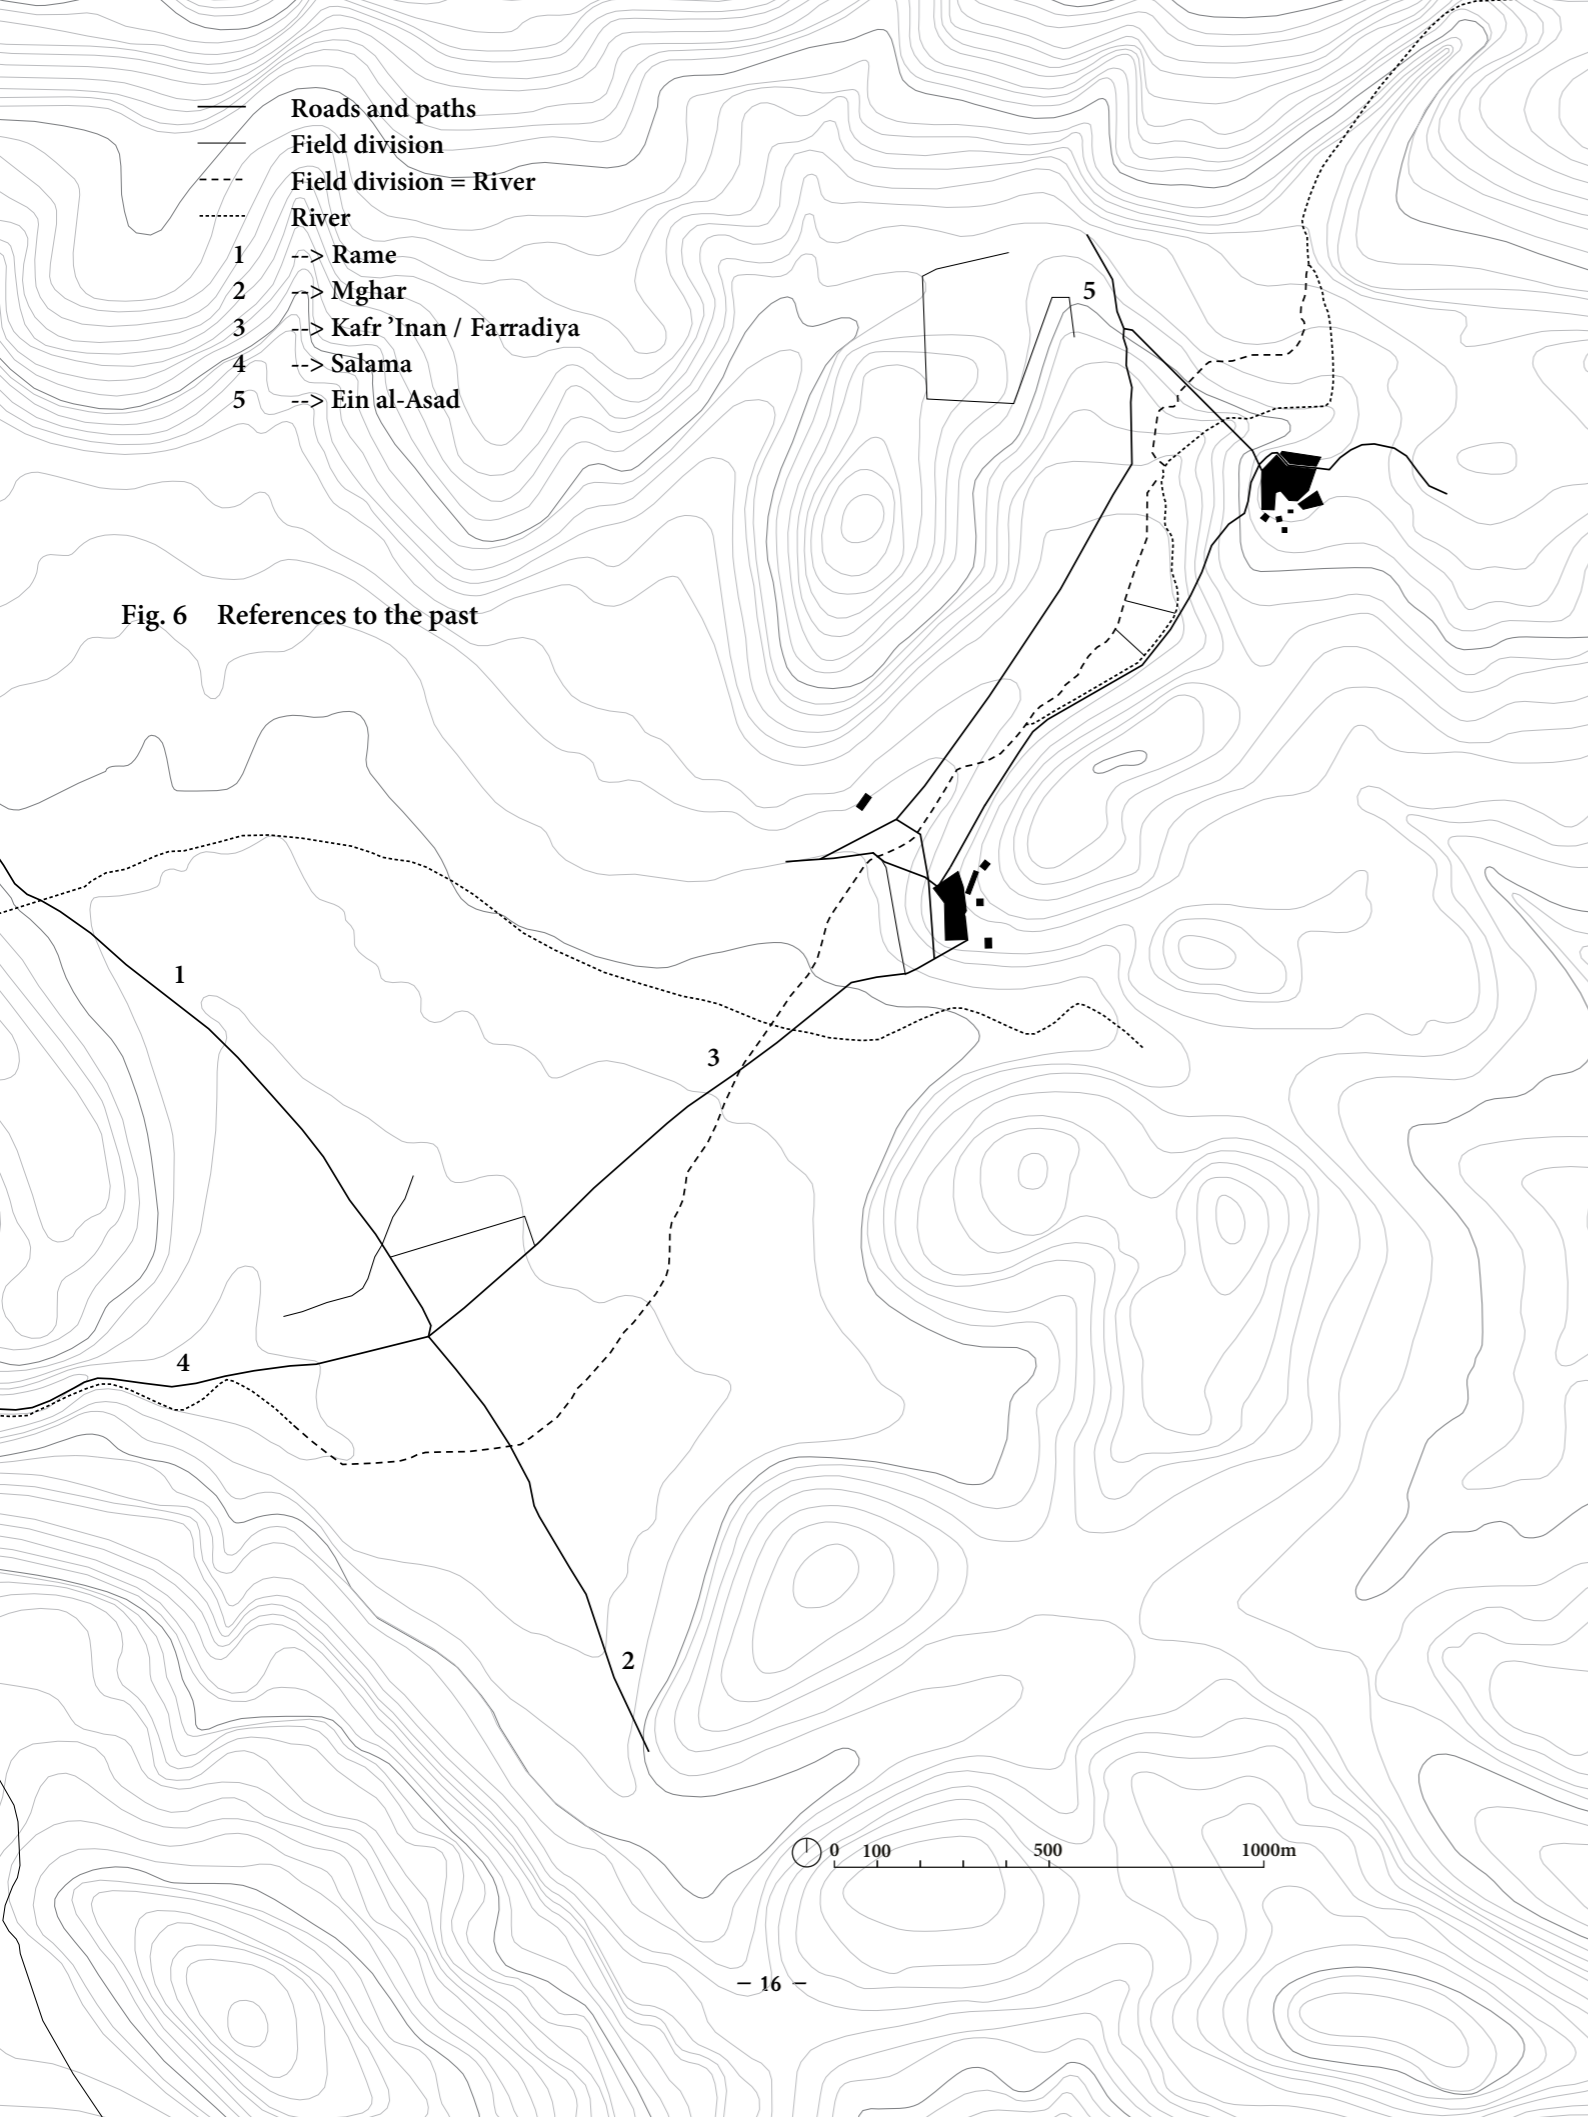 Roads and paths
Field division
Field division = River
River
1 --> Rame
2 --> Mghar
3 --> Kafr ’Inan / Farradiya
4 --> Salama
5 --> Ein al-Asad
5
Fig. 6 References to the past
1
3
4
2
0 100 500 1000m
– 16 –